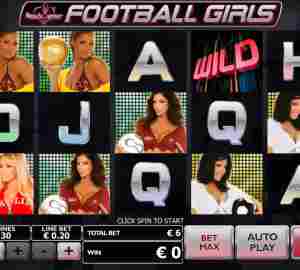 FOOTBALL GIRLS
A WILD
J Q
Q Q
CLICK SPIN TO START
LINES LINE BET TOTAL BET € 6
30 € 0.20 WIN € 0
- + - +
BET MAX
AUTO PLAY